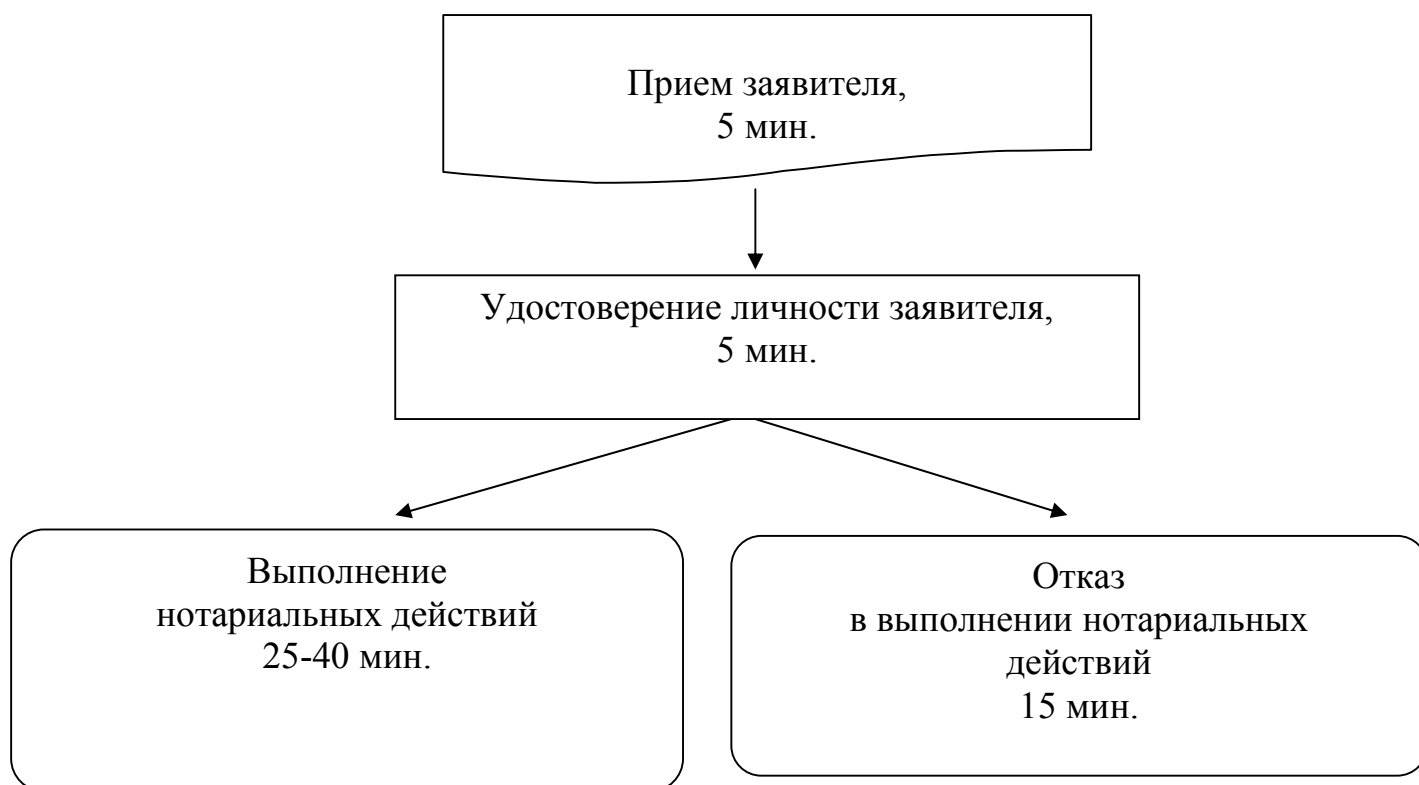 Прием заявителя,
5 мин.
Удостоверение личности заявителя,
5 мин.
Выполнение
нотариальных действий
25-40 мин.
Отказ
в выполнении нотариальных
действий
15 мин.